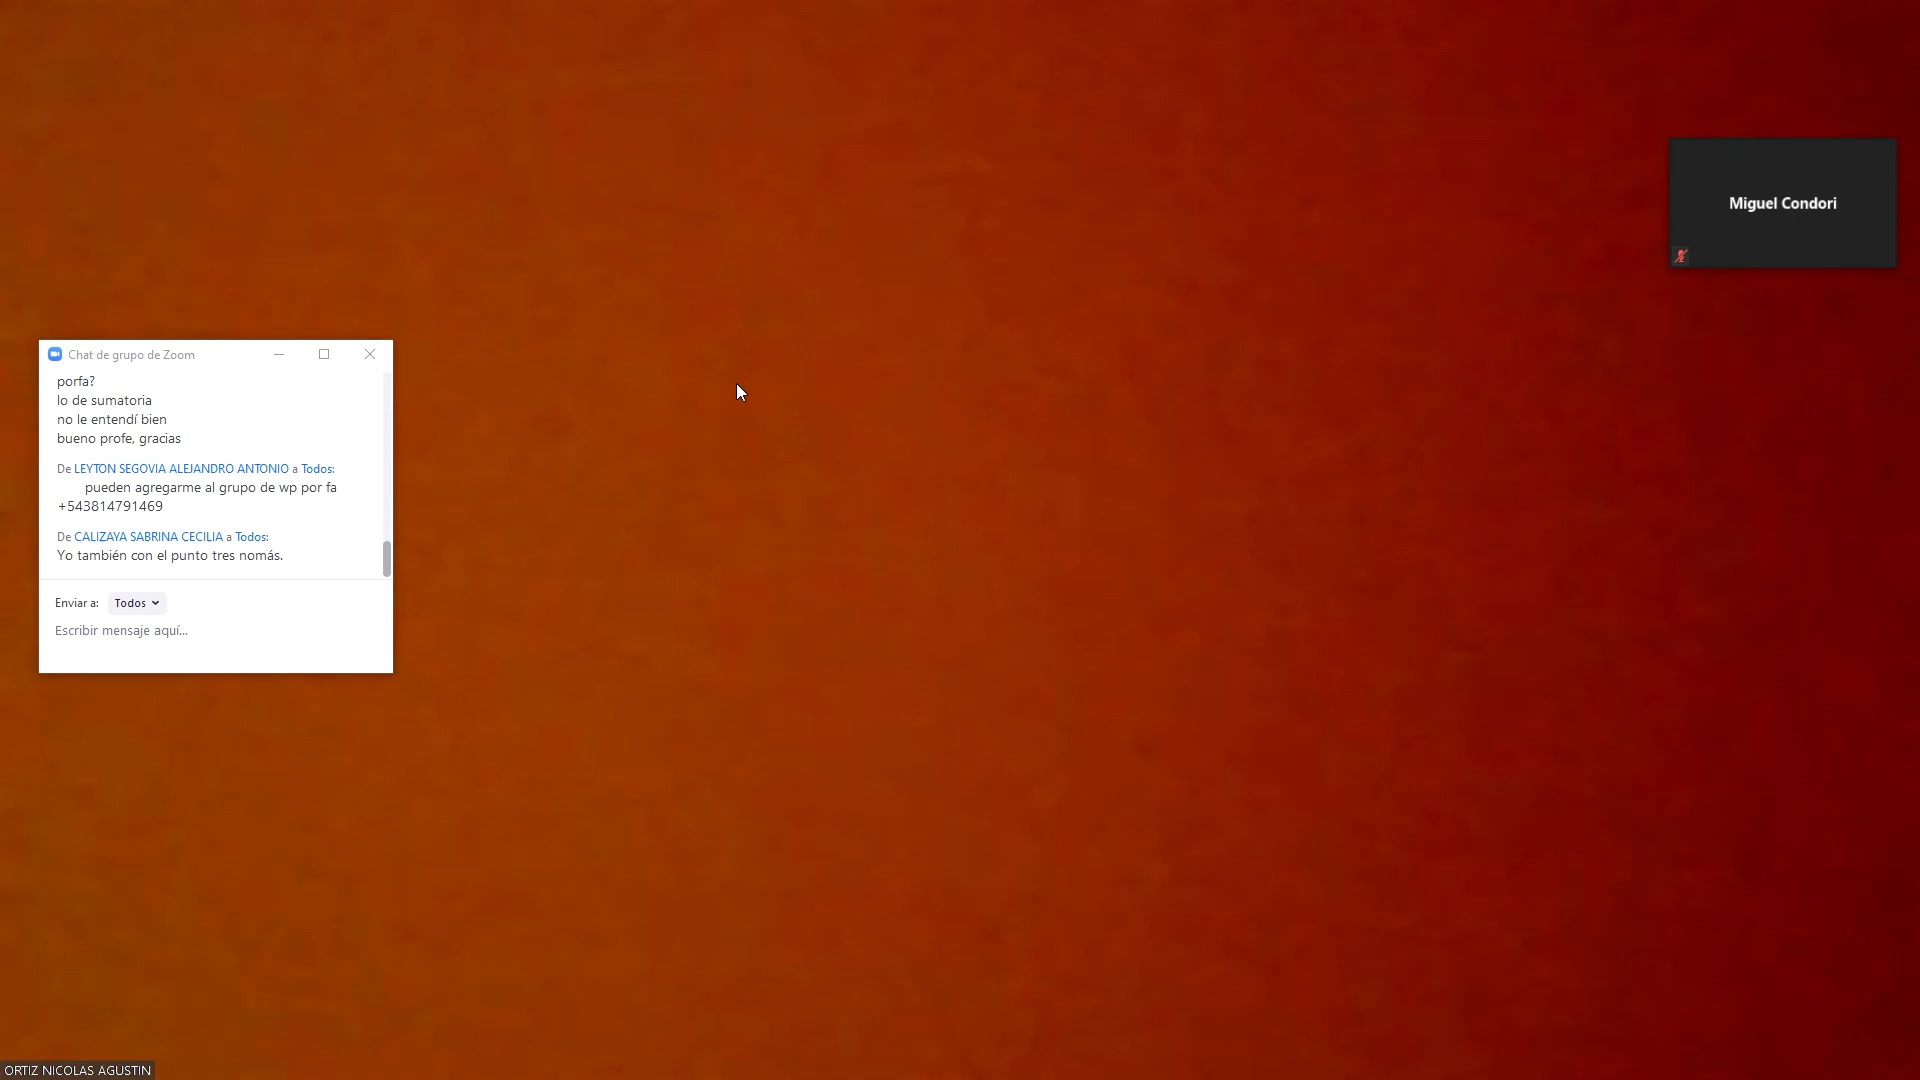 Miguel Condori
Chat de grupo de Zoom
porfa?
lo de sumatoria
no le entendí bien
bueno profe, gracias
De LEYTON SEGOVIA ALEJANDRO ANTONIO a Todos:
pueden agregarme al grupo de wp por fa
+543814791469
De CALIZAYA SABRINA CECILIA a Todos:
Yo también con el punto tres nomás.
Enviar a: Todos
Escribir mensaje aquí...
ORTIZ NICOLAS AGUSTIN